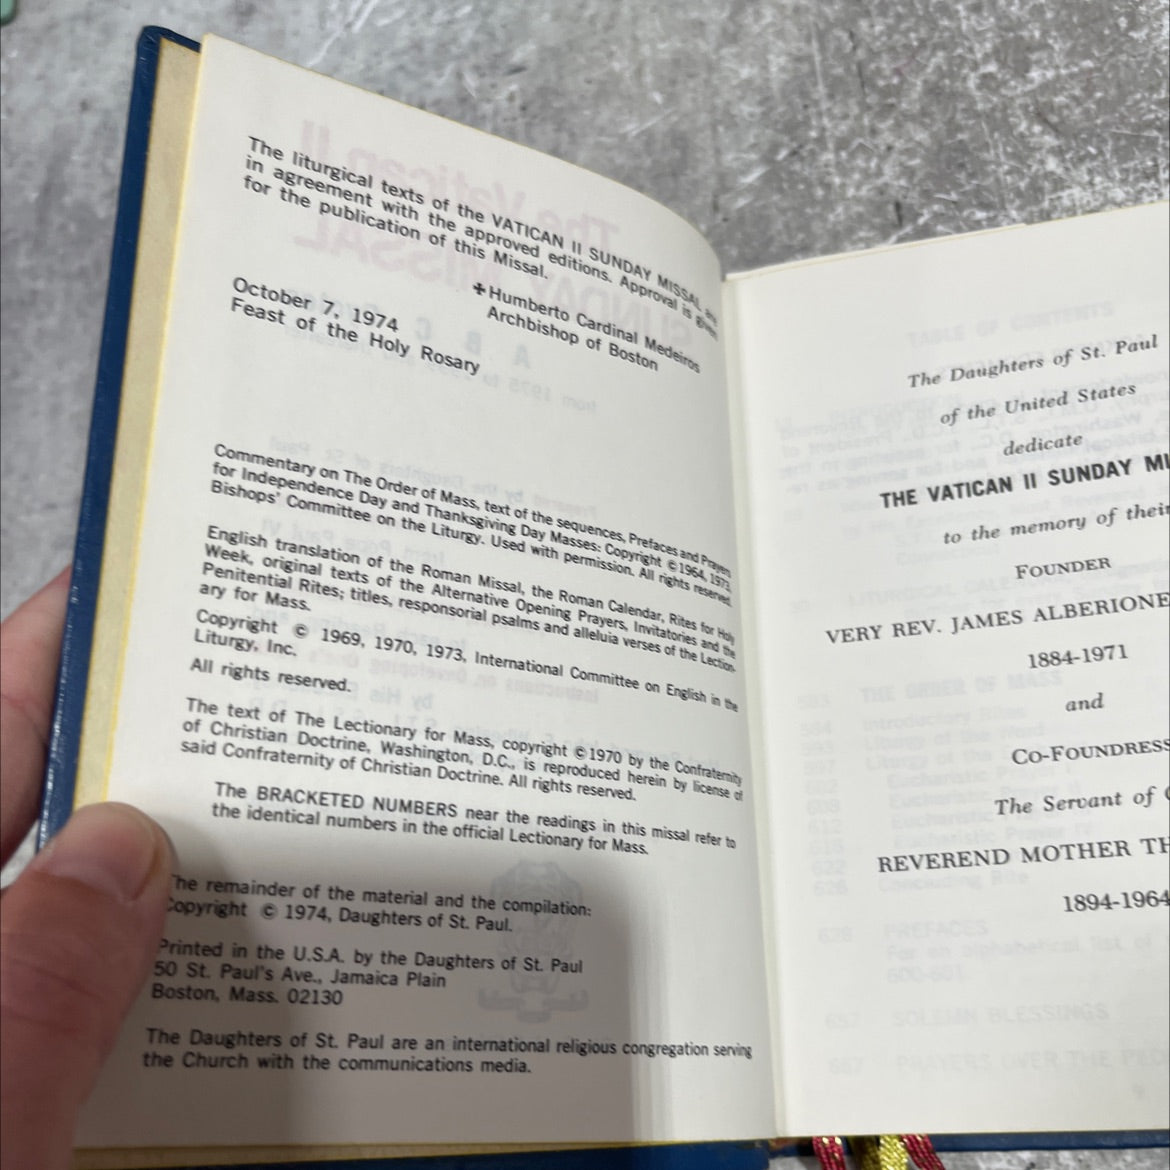 The liturgical texts of the VATICAN II SUNDAY MISSAL are
in agreement with the approved editions. Approval is given
for the publication of this Missal.
✚ Humberto Cardinal Medeiros
Archbishop of Boston
October 7, 1974
Feast of the Holy Rosary
Commentary on The Order of Mass, text of the sequences, Prefaces and Prayers
for Independence Day and Thanksgiving Day Masses: Copyright © 1964, 1973,
Bishops' Committee on the Liturgy. Used with permission. All rights reserved.
English translation of the Roman Missal, the Roman Calendar, Rites for Holy
Week, original texts of the Alternative Opening Prayers, Invitatories and the
Penitential Rites; titles, responsorial psalms and alleluia verses of the Lection-
ary for Mass.
Copyright © 1969, 1970, 1973, International Committee on English in the
Liturgy, Inc.
All rights reserved.
The text of The Lectionary for Mass, copyright © 1970 by the Confraternity
of Christian Doctrine, Washington, D.C., is reproduced herein by license of
said Confraternity of Christian Doctrine. All rights reserved.
The BRACKETED NUMBERS near the readings in this missal refer to
the identical numbers in the official Lectionary for Mass.
The remainder of the material and the compilation:
Copyright © 1974, Daughters of St. Paul.
Printed in the U.S.A. by the Daughters of St. Paul
50 St. Paul's Ave., Jamaica Plain
Boston, Mass. 02130
The Daughters of St. Paul are an international religious congregation serving
the Church with the communications media.
The Daughters of St. Paul
of the United States
dedicate
THE VATICAN II SUNDAY MI
to the memory of their
FOUNDER
VERY REV. JAMES ALBERIONE
1884-1971
and
CO-FOUNDRESS
The Servant of
REVEREND MOTHER TH
1894-1964